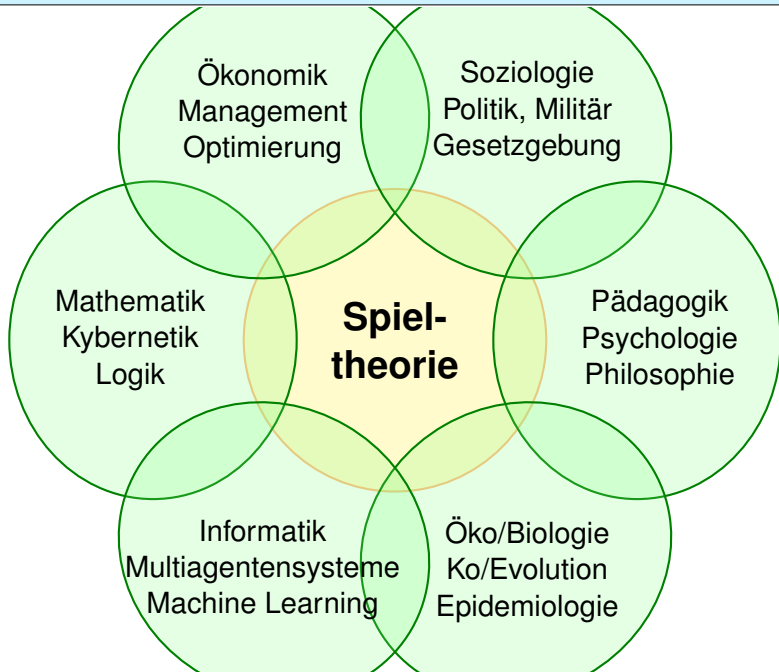 Ökonomik
Management
Optimierung
Soziologie
Politik, Militär
Gesetzgebung
Mathematik
Kybernetik
Logik
Spiel-
theorie
Pädagogik
Psychologie
Philosophie
Informatik
Multiagentensysteme
Machine Learning
Öko/Biologie
Ko/Evolution
Epidemiologie